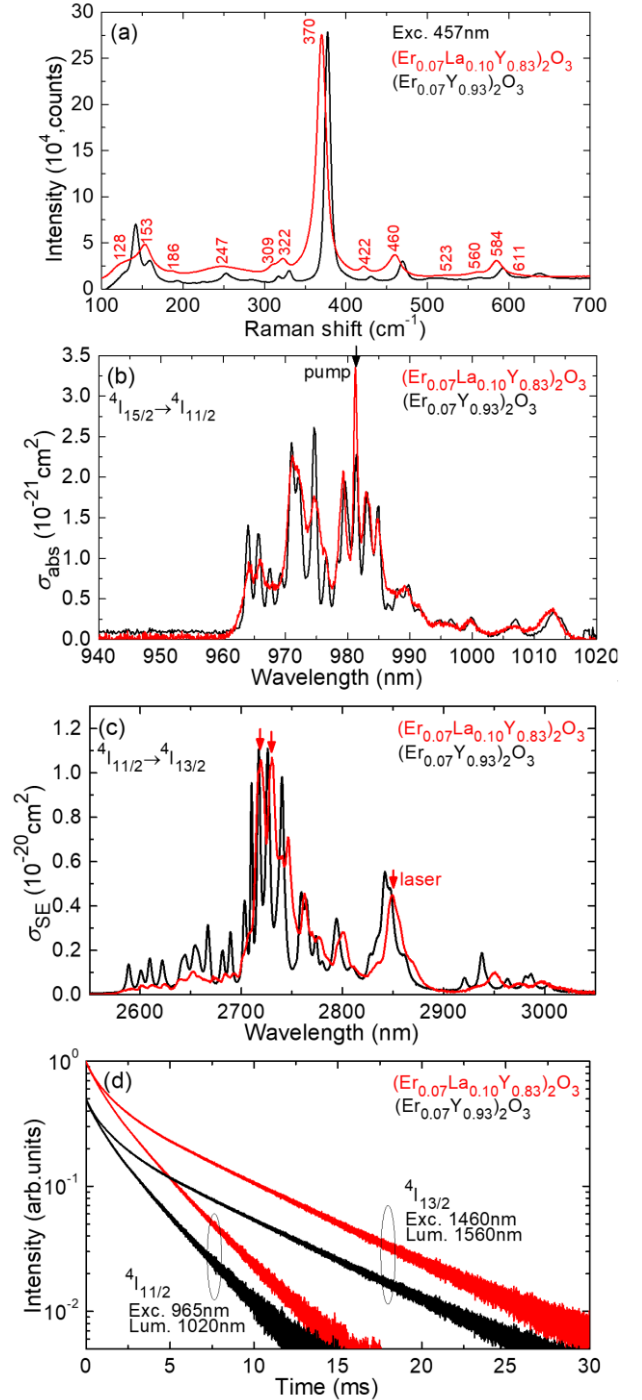 (a)
Exc. 457nm
(Er0.07La0.10Y0.83)2O3
(Er0.07Y0.93)2O3
Intensity (10⁴,counts)
30
25
20
15
10
5
0
128
153
186
247
309
322
370
422
460
523
560
584
611
100 200 300 400 500 600 700
Raman shift (cm⁻¹)
(b)
pump
⁴I15/2→⁴I11/2
(Er0.07La0.10Y0.83)2O3
(Er0.07Y0.93)2O3
σabs (10⁻²¹cm²)
3.5
3.0
2.5
2.0
1.5
1.0
0.5
0.0
940 950 960 970 980 990 1000 1010 1020
Wavelength (nm)
(c)
⁴I11/2→⁴I13/2
(Er0.07La0.10Y0.83)2O3
(Er0.07Y0.93)2O3
laser
σSE (10⁻²⁰cm²)
1.2
1.0
0.8
0.6
0.4
0.2
0.0
2600 2700 2800 2900 3000
Wavelength (nm)
(d)
(Er0.07La0.10Y0.83)2O3
(Er0.07Y0.93)2O3
⁴I13/2
Exc. 1460nm
Lum. 1560nm
⁴I11/2
Exc. 965nm
Lum. 1020nm
Intensity (arb.units)
10⁰
10⁻¹
10⁻²
0 5 10 15 20 25 30
Time (ms)